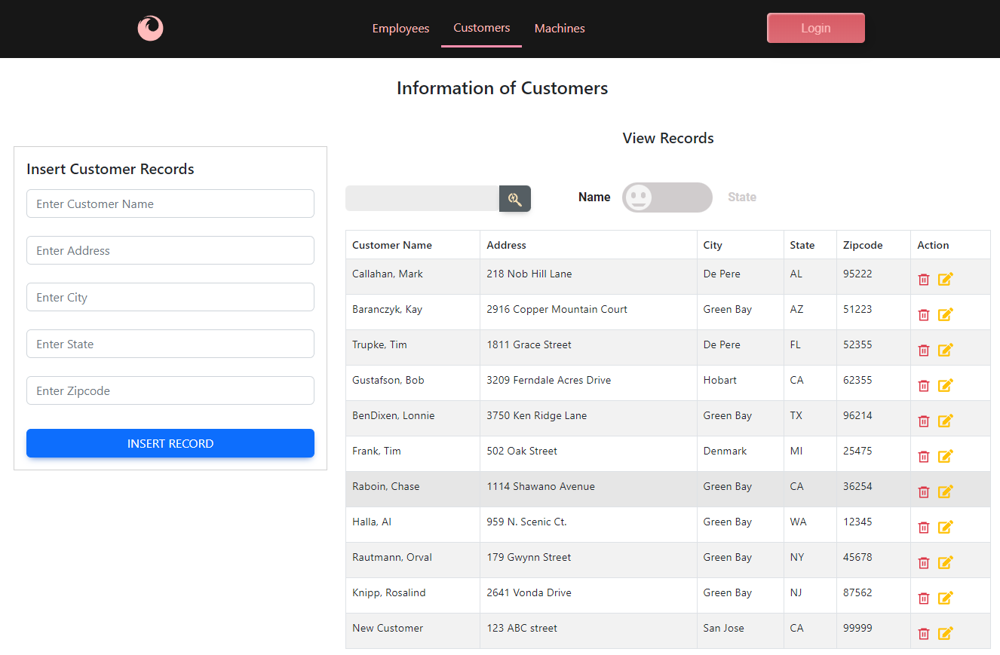 Employees Customers Machines Login
Information of Customers
View Records
Insert Customer Records
Enter Customer Name
Enter Address
Enter City
Enter State
Enter Zipcode
INSERT RECORD
Name State
Customer Name Address City State Zipcode Action
Callahan, Mark 218 Nob Hill Lane De Pere AL 95222
Baranczyk, Kay 2916 Copper Mountain Court Green Bay AZ 51223
Trupke, Tim 1811 Grace Street De Pere FL 52355
Gustafson, Bob 3209 Ferndale Acres Drive Hobart CA 62355
BenDixen, Lonnie 3750 Ken Ridge Lane Green Bay TX 96214
Frank, Tim 502 Oak Street Denmark MI 25475
Raboin, Chase 1114 Shawano Avenue Green Bay CA 36254
Halla, Al 959 N. Scenic Ct. Green Bay WA 12345
Rautmann, Orval 179 Gwynn Street Green Bay NY 45678
Knipp, Rosalind 2641 Vonda Drive Green Bay NJ 87562
New Customer 123 ABC street San Jose CA 99999